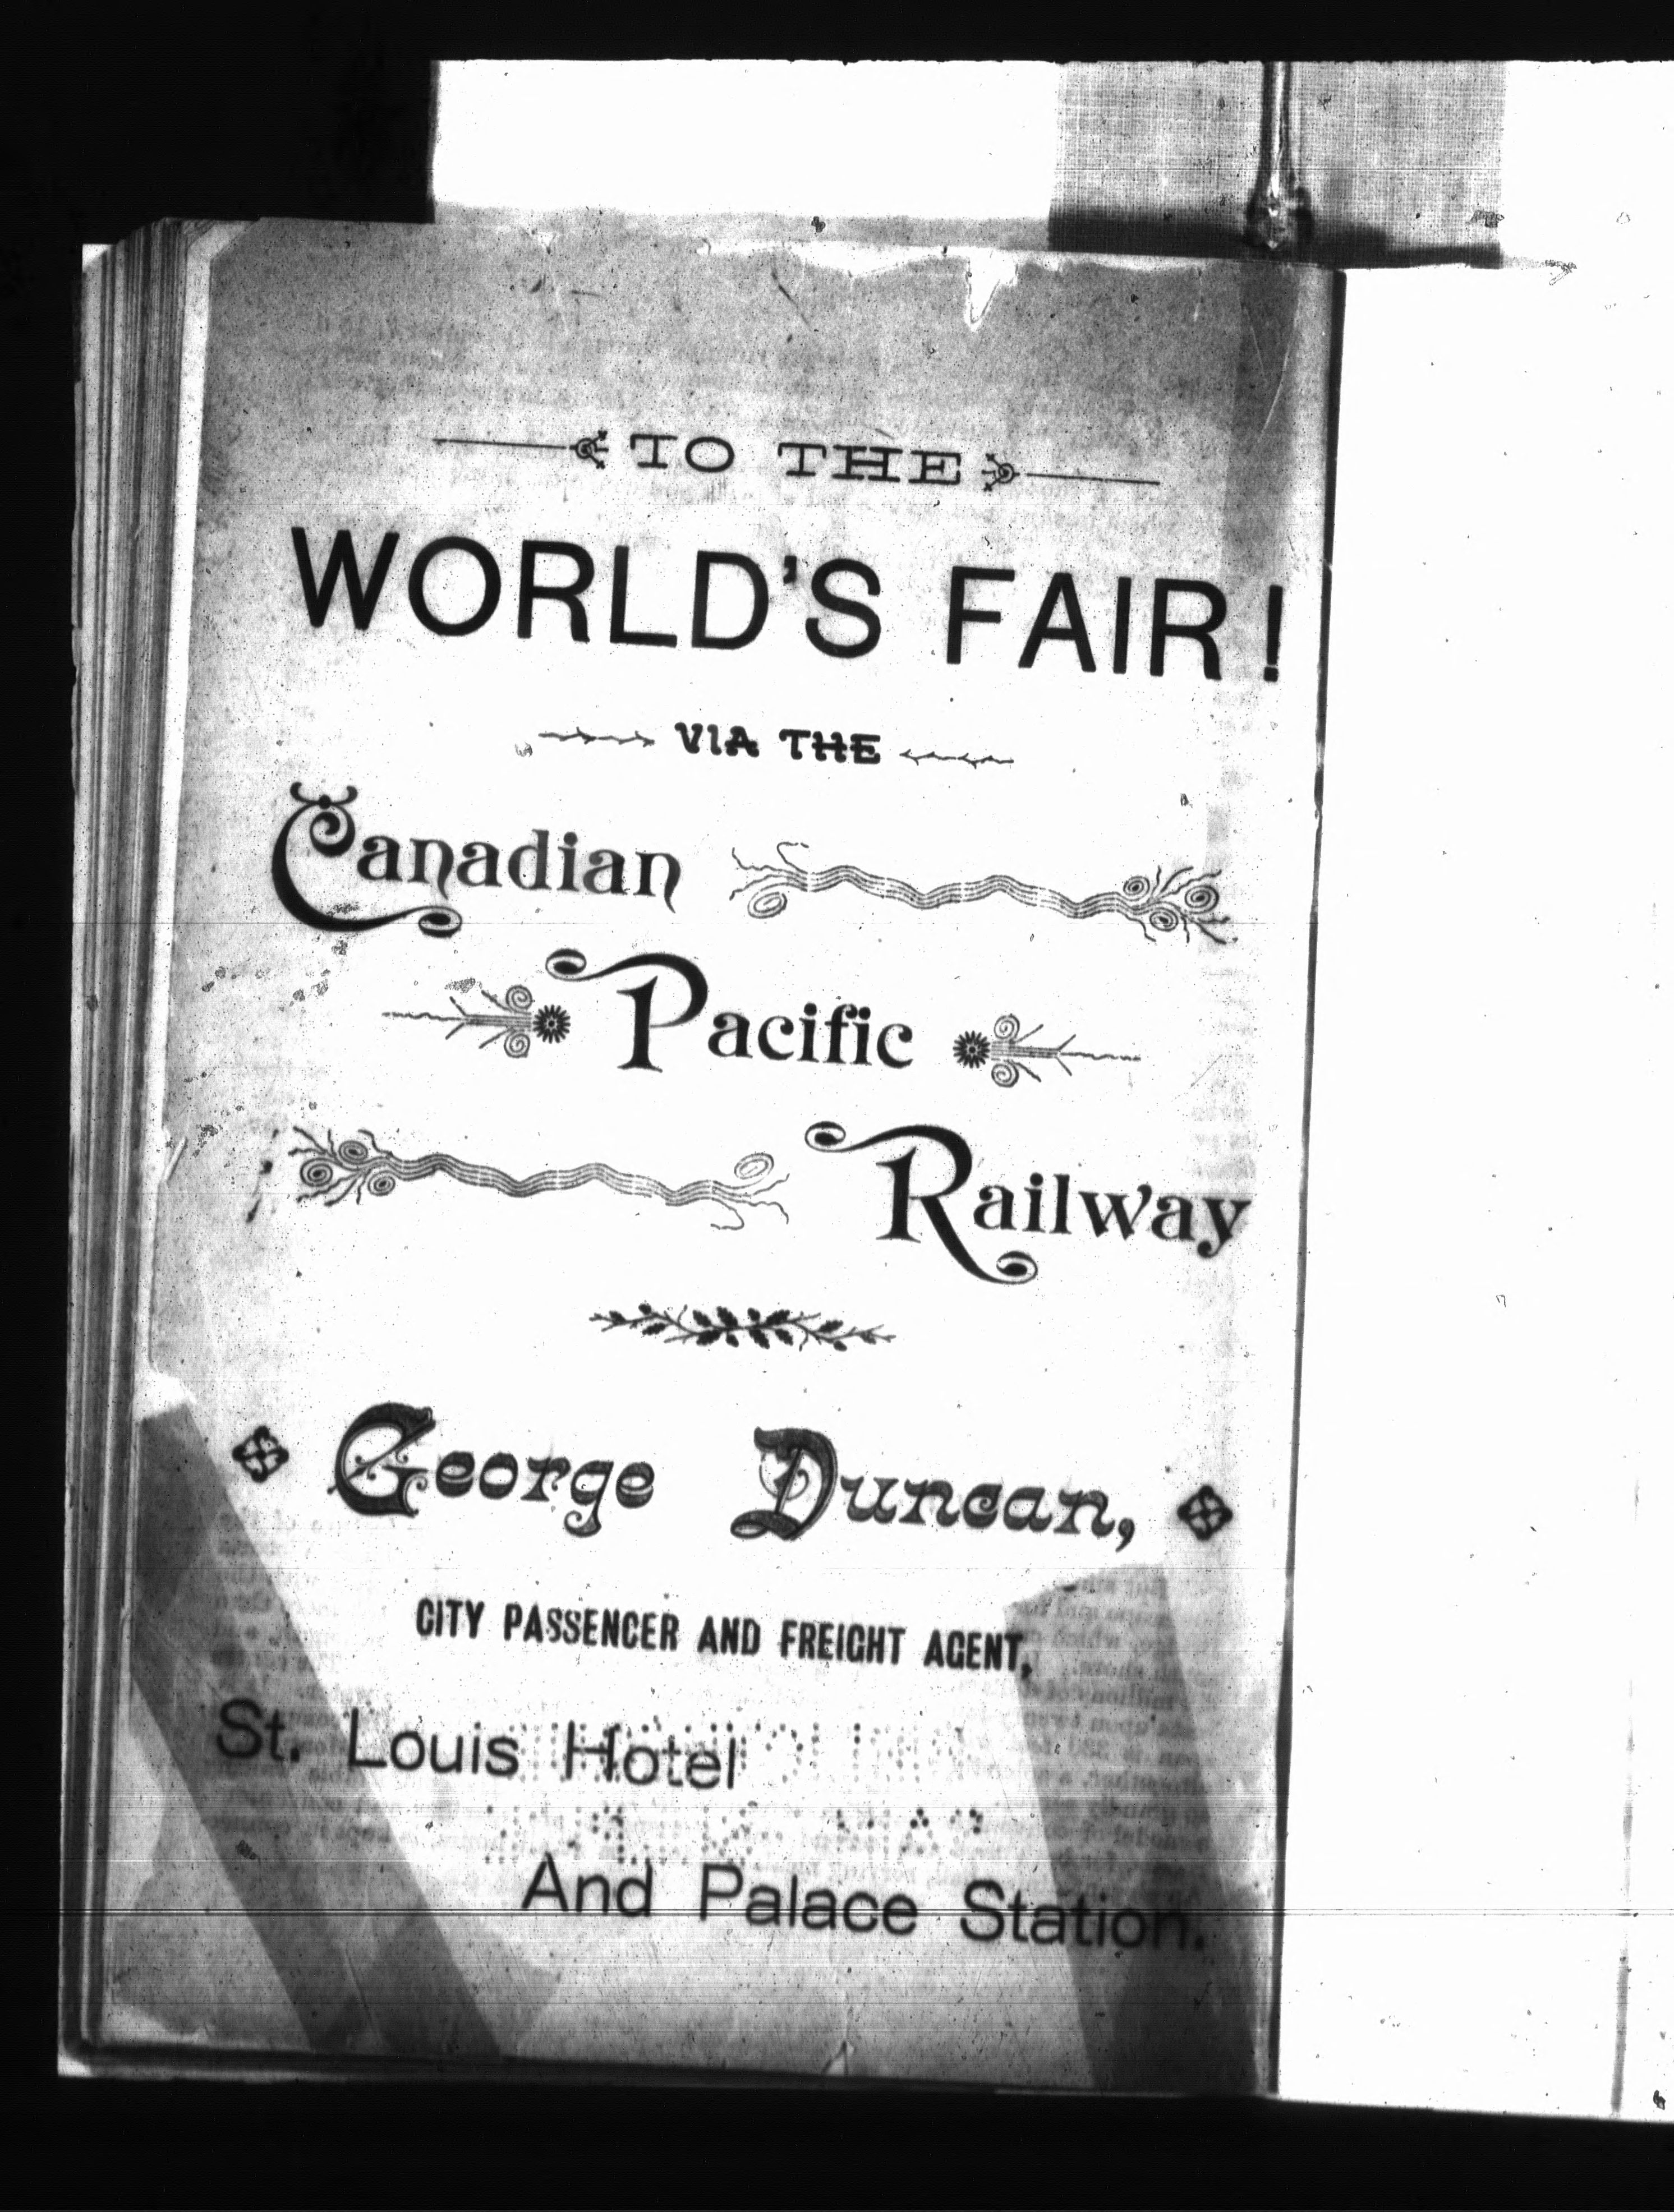 TO THE
WORLD'S FAIR!
VIA THE
Canadian
Pacific
Railway
George Duncan,
CITY PASSENGER AND FREIGHT AGENT,
St. Louis Hotel
And Palace Station.